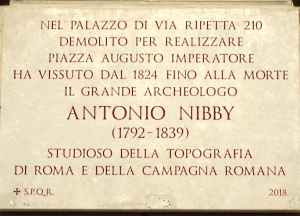 NEL PALAZZO DI VIA RIPETTA 210
DEMOLITO PER REALIZZARE
PIAZZA AUGUSTO IMPERATORE
HA VISSUTO DAL 1824 FINO ALLA MORTE
IL GRANDE ARCHEOLOGO
ANTONIO NIBBY
(1792-1839)
STUDIOSO DELLA TOPOGRAFIA
DI ROMA E DELLA CAMPAGNA ROMANA
✠ S.P.Q.R. 2018